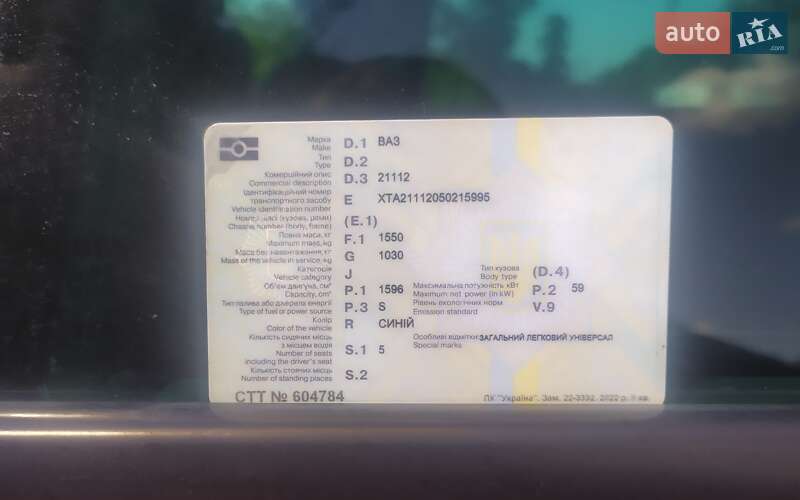 auto RIA .com
Марка D.1 ВАЗ
Make
Тип D.2
Type
Комерційний опис D.3 21112
Commercial description
Ідентифікаційний номер
транспортного засобу E XTA21112050215995
Vehicle identification number
(E.1)
Chassis number (body, frame)
Повна маса, кг F.1 1550
Maximum mass, kg
Маса без навантаження, кг G 1030
Mass of the vehicle in service, kg
Категорія J Тип кузова (D.4)
Vehicle category Body type
Об'єм двигуна, см³ P.1 1596 Максимальна потужність кВт P.2 59
Capacity, cm³ Maximum net power (in kW)
Тип палива або джерела енергії P.3 S Рівень екологічних норм V.9
Type of fuel or power source Emission standard
Колір R СИНІЙ
Color of the vehicle
Кількість сидячих місць Особливі відмітки ЗАГАЛЬНИЙ ЛЕГКОВИЙ УНІВЕРСАЛ
з місцем водія S.1 5 Special marks
Number of seats
including the driver's seat
Кількість стоячих місць S.2
Number of standing places
СТТ № 604784 ПК "Україна". Зам. 22-3392. 2022 р. ІІ кв.